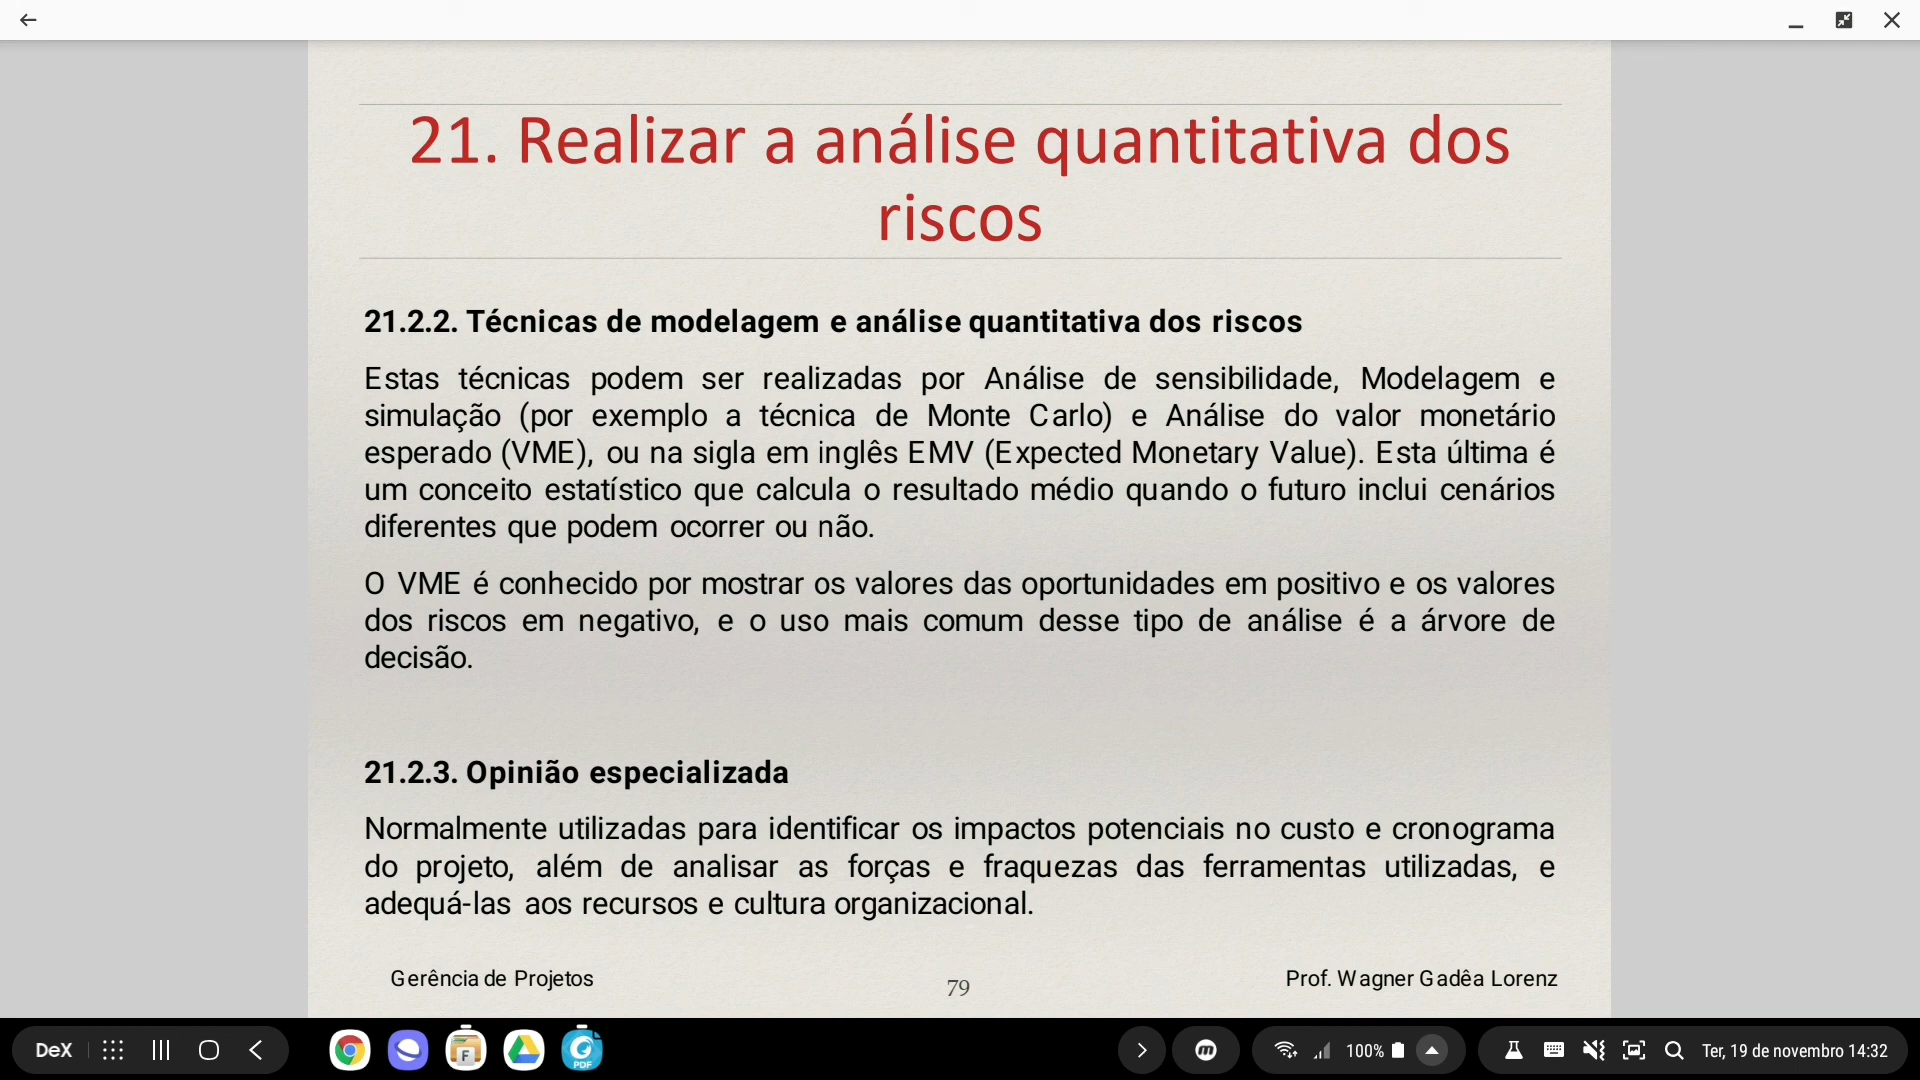 21. Realizar a análise quantitativa dos
riscos
21.2.2. Técnicas de modelagem e análise quantitativa dos riscos
Estas técnicas podem ser realizadas por Análise de sensibilidade, Modelagem e
simulação (por exemplo a técnica de Monte Carlo) e Análise do valor monetário
esperado (VME), ou na sigla em inglês EMV (Expected Monetary Value). Esta última é
um conceito estatístico que calcula o resultado médio quando o futuro inclui cenários
diferentes que podem ocorrer ou não.
O VME é conhecido por mostrar os valores das oportunidades em positivo e os valores
dos riscos em negativo, e o uso mais comum desse tipo de análise é a árvore de
decisão.
21.2.3. Opinião especializada
Normalmente utilizadas para identificar os impactos potenciais no custo e cronograma
do projeto, além de analisar as forças e fraquezas das ferramentas utilizadas, e
adequá-las aos recursos e cultura organizacional.
Gerência de Projetos
79
Prof. Wagner Gadêa Lorenz
DeX
F
PDF
m
100%
Ter, 19 de novembro 14:32